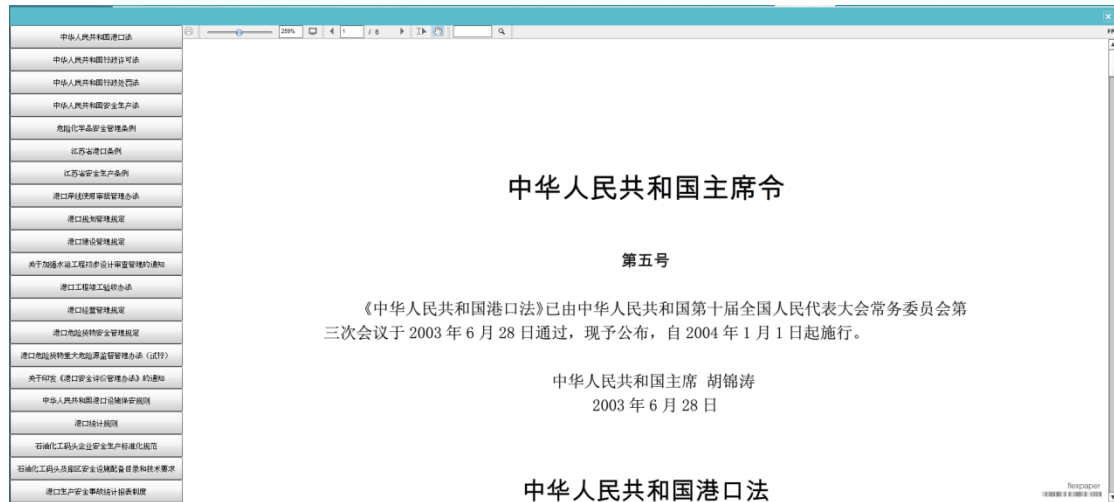 259%
1
/ 6
中华人民共和国港口法
中华人民共和国行政许可法
中华人民共和国行政处罚法
中华人民共和国安全生产法
危险化学品安全管理条例
江苏省港口条例
江苏省安全生产条例
港口岸线使用审批管理办法
港口规划管理规定
港口建设管理规定
关于加强水运工程初步设计审查管理的通知
港口工程竣工验收办法
港口经营管理规定
港口危险货物安全管理规定
港口危险货物重大危险源监督管理办法（试行）
关于印发《港口安全评价管理办法》的通知
中华人民共和国港口设施保安规则
港口统计规则
石油化工码头企业安全生产标准化规范
石油化工码头及库区安全设施配备目录和技术要求
港口生产安全事故统计报表制度
中华人民共和国主席令
第五号
《中华人民共和国港口法》已由中华人民共和国第十届全国人民代表大会常务委员会第
三次会议于 2003 年 6 月 28 日通过，现予公布，自 2004 年 1 月 1 日起施行。
中华人民共和国主席 胡锦涛
2003 年 6 月 28 日
中华人民共和国港口法
flexpaper